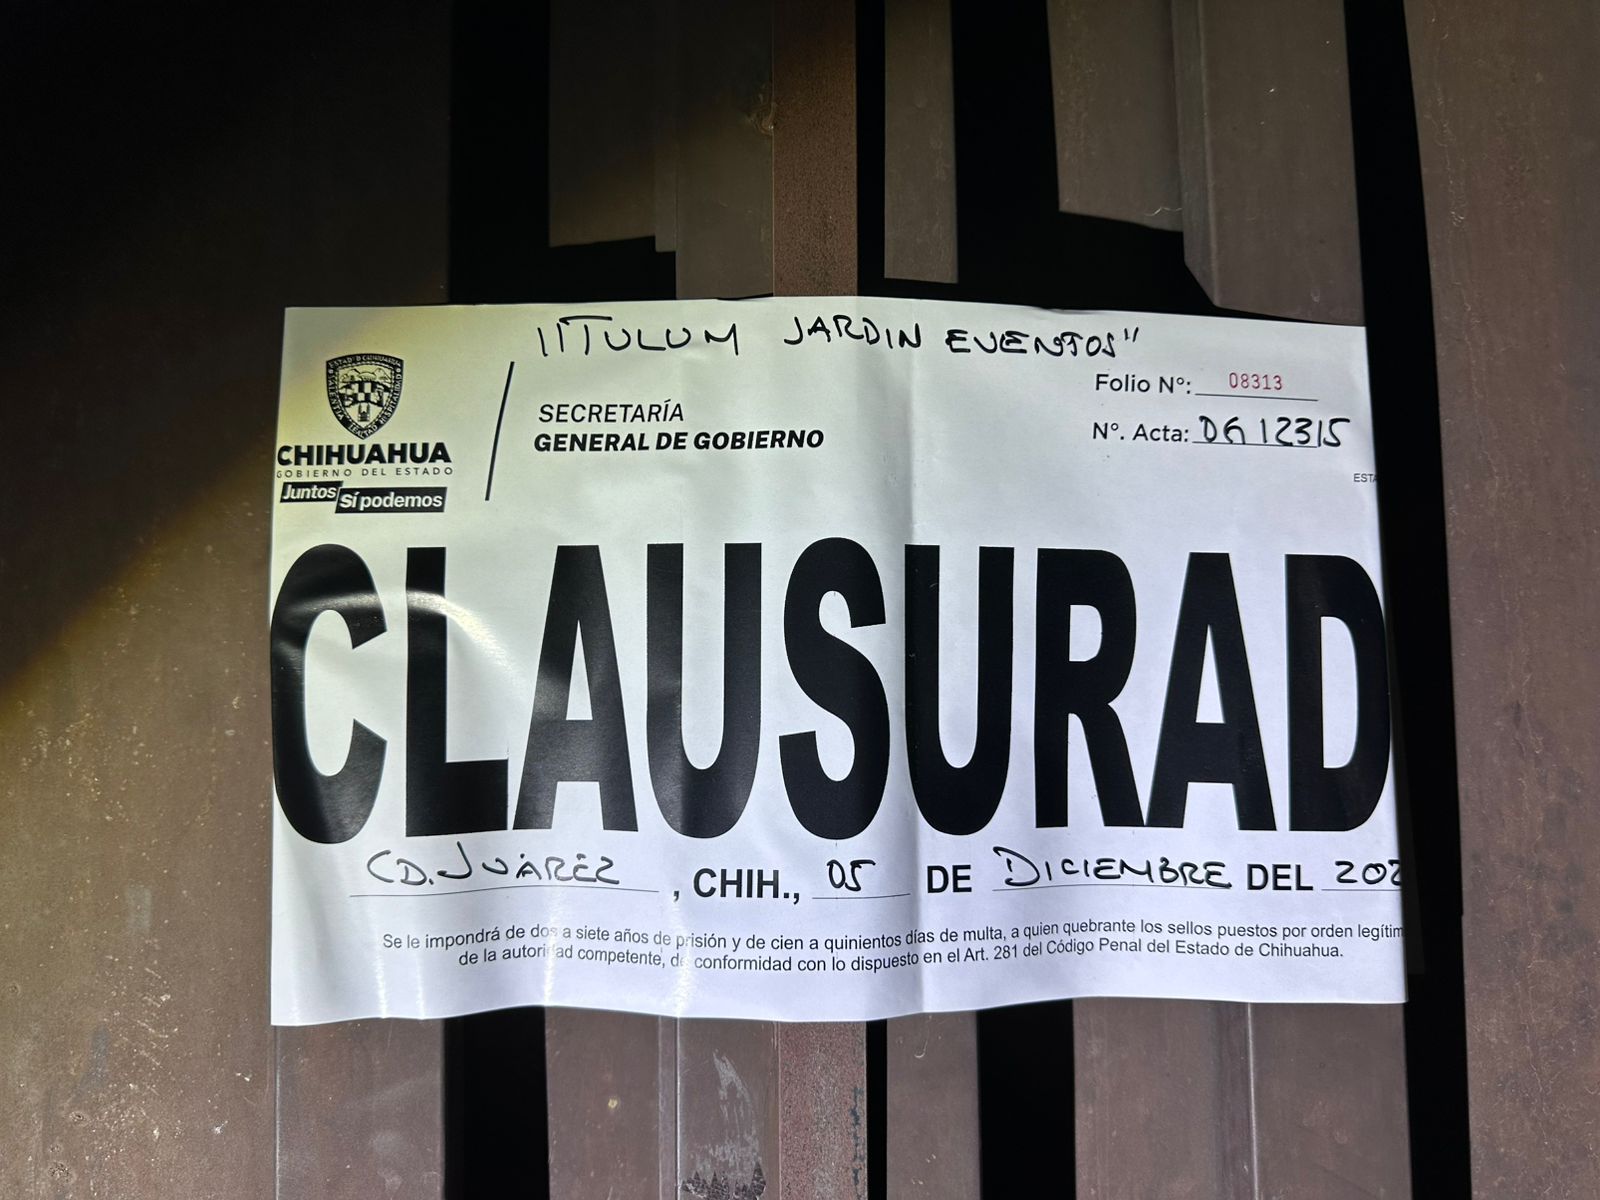 "TULUM JARDIN EVENTOS"
CHIHUAHUA
GOBIERNO DEL ESTADO
Juntos Sí podemos
SECRETARÍA
GENERAL DE GOBIERNO
Folio N°: 08313
N°. Acta: DG 12315
CLAUSURAD
CD. JUÁREZ, CHIH., 05 DE DICIEMBRE DEL 202
Se le impondrá de dos a siete años de prisión y de cien a quinientos días de multa, a quien quebrante los sellos puestos por orden legítim
de la autoridad competente, de conformidad con lo dispuesto en el Art. 281 del Código Penal del Estado de Chihuahua.